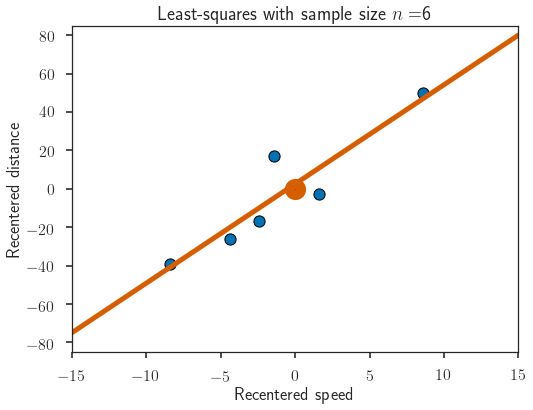 Least-squares with sample size n =6
80
60
40
20
0
−20
−40
−60
−80
Recentered distance
−15 −10 −5 0 5 10 15
Recentered speed